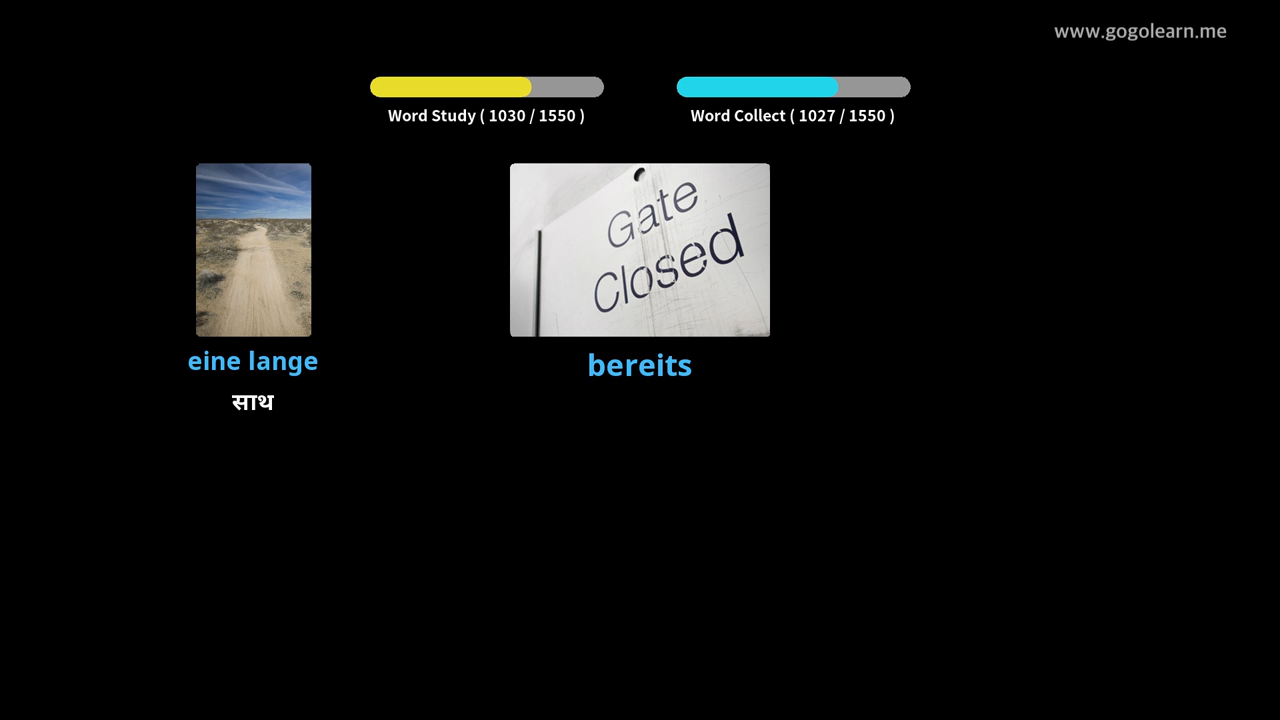 www.gogolearn.me
Word Study ( 1030 / 1550 )
Word Collect ( 1027 / 1550 )
Gate
Closed
eine lange
bereits
साथ